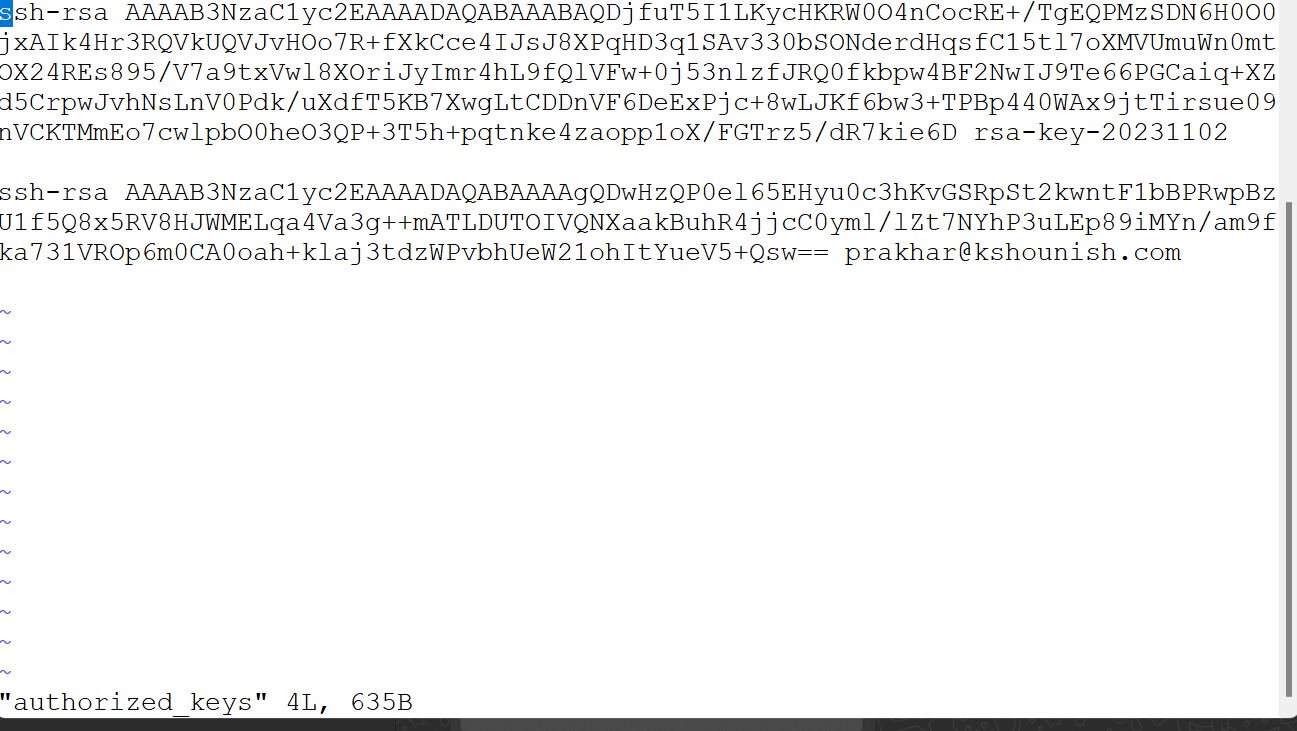 ssh-rsa AAAAB3NzaC1yc2EAAAADAQABAAABAQDjfuT5I1LKycHKRW0O4nCocRE+/TgEQPMzSDN6H0O0
jxAIk4Hr3RQVkUQVJvHOo7R+fXkCce4IJsJ8XPqHD3q1SAv330bSONderdHqsfC15tl7oXMVUmuWn0mt
OX24REs895/V7a9txVwl8XOriJyImr4hL9fQlVFw+0j53nlzfJRQ0fkbpw4BF2NwIJ9Te66PGCaiq+XZ
d5CrpwJvhNsLnV0Pdk/uXdfT5KB7XwgLtCDDnVF6DeExPjc+8wLJKf6bw3+TPBp440WAx9jtTirsue09
nVCKTMmEo7cwlpbO0heO3QP+3T5h+pqtnke4zaopp1oX/FGTrz5/dR7kie6D rsa-key-20231102
ssh-rsa AAAAB3NzaC1yc2EAAAADAQABAAAAgQDwHzQP0el65EHyu0c3hKvGSRpSt2kwntF1bBPRwpBz
U1f5Q8x5RV8HJWMELqa4Va3g++mATLDUTOIVQNXaakBuhR4jjcC0yml/lZt7NYhP3uLEp89iMYn/am9f
ka731VROp6m0CA0oah+klaj3tdzWPvbhUeW21ohItYueV5+Qsw== prakhar@kshounish.com
~
~
~
~
~
~
~
~
~
~
~
~
~
"authorized_keys" 4L, 635B